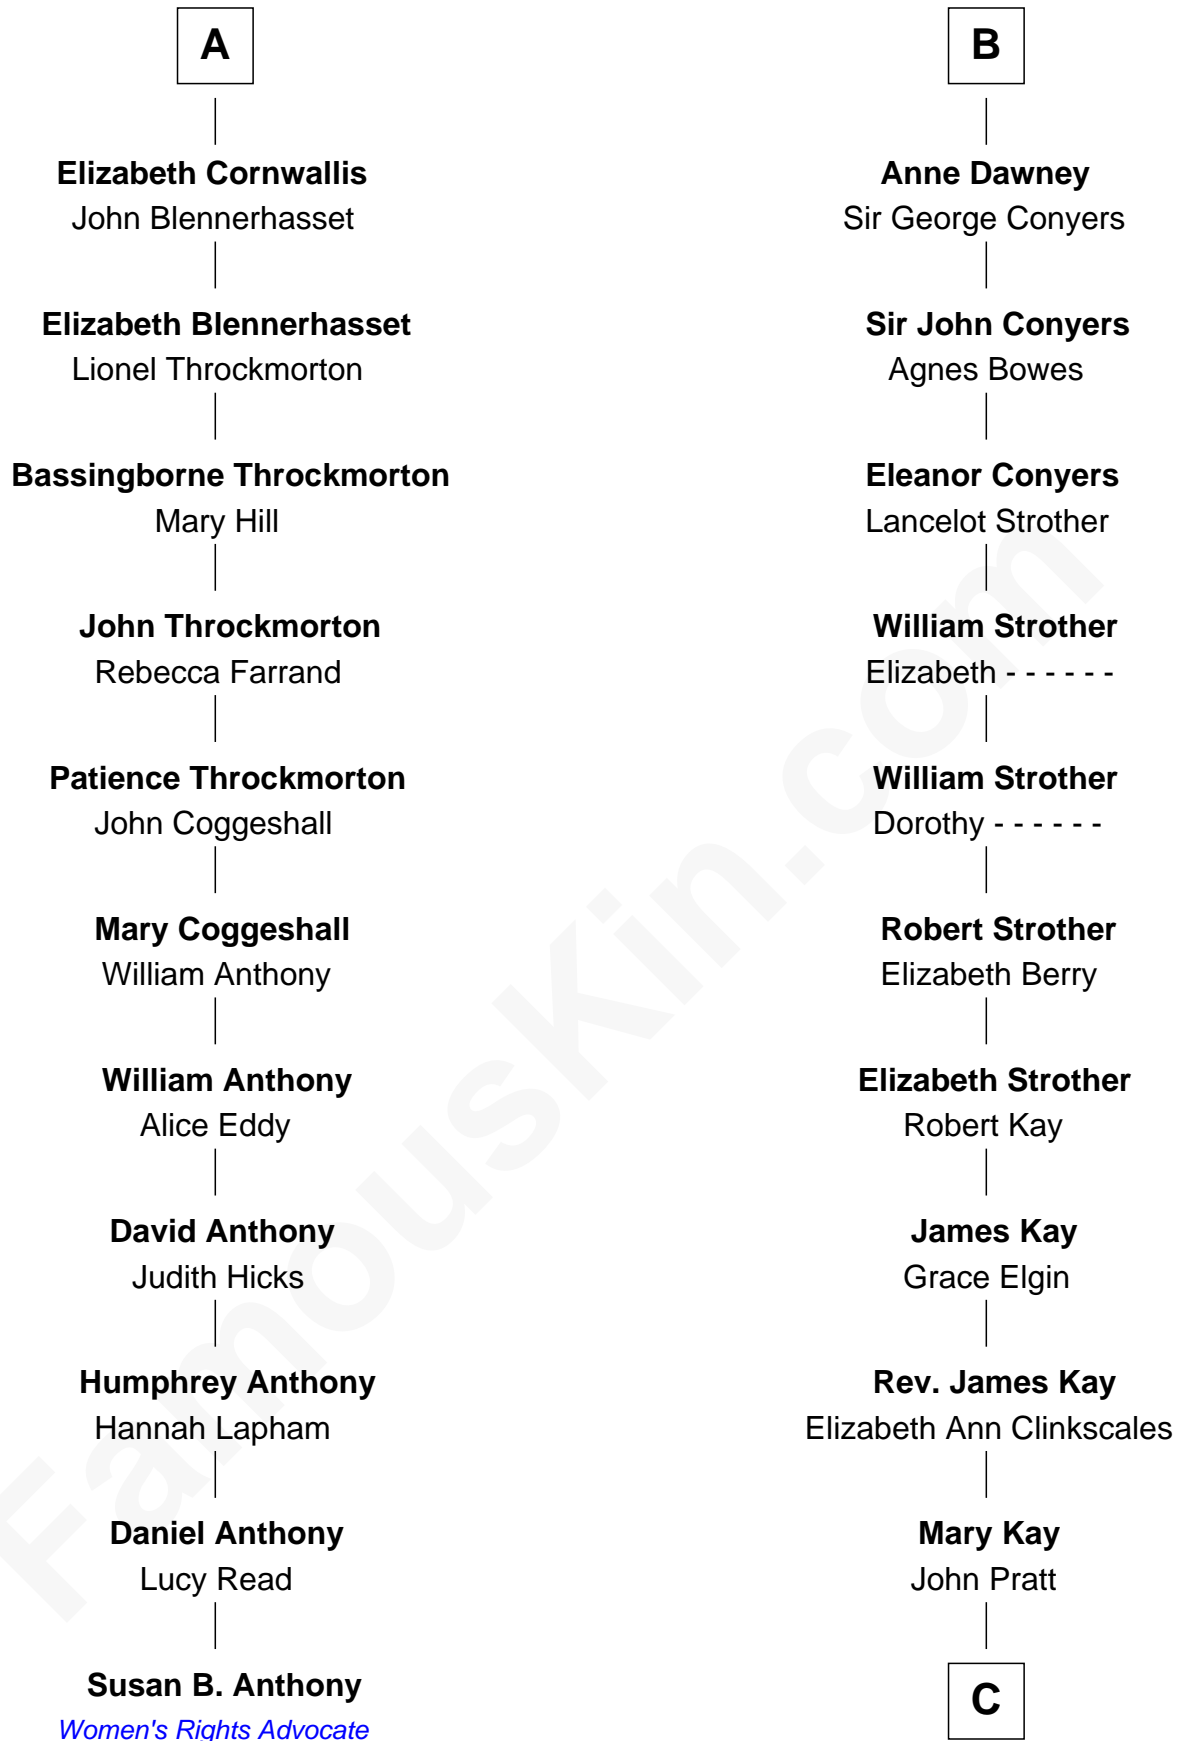 A
Elizabeth Cornwallis
John Blennerhasset
Elizabeth Blennerhasset
Lionel Throckmorton
Bassingborne Throckmorton
Mary Hill
John Throckmorton
Rebecca Farrand
Patience Throckmorton
John Coggeshall
Mary Coggeshall
William Anthony
William Anthony
Alice Eddy
David Anthony
Judith Hicks
Humphrey Anthony
Hannah Lapham
Daniel Anthony
Lucy Read
Susan B. Anthony
Women's Rights Advocate
B
Anne Dawney
Sir George Conyers
Sir John Conyers
Agnes Bowes
Eleanor Conyers
Lancelot Strother
William Strother
Elizabeth - - - - - -
William Strother
Dorothy - - - - - -
Robert Strother
Elizabeth Berry
Elizabeth Strother
Robert Kay
James Kay
Grace Elgin
Rev. James Kay
Elizabeth Ann Clinkscales
Mary Kay
John Pratt
C
FamousKin.com